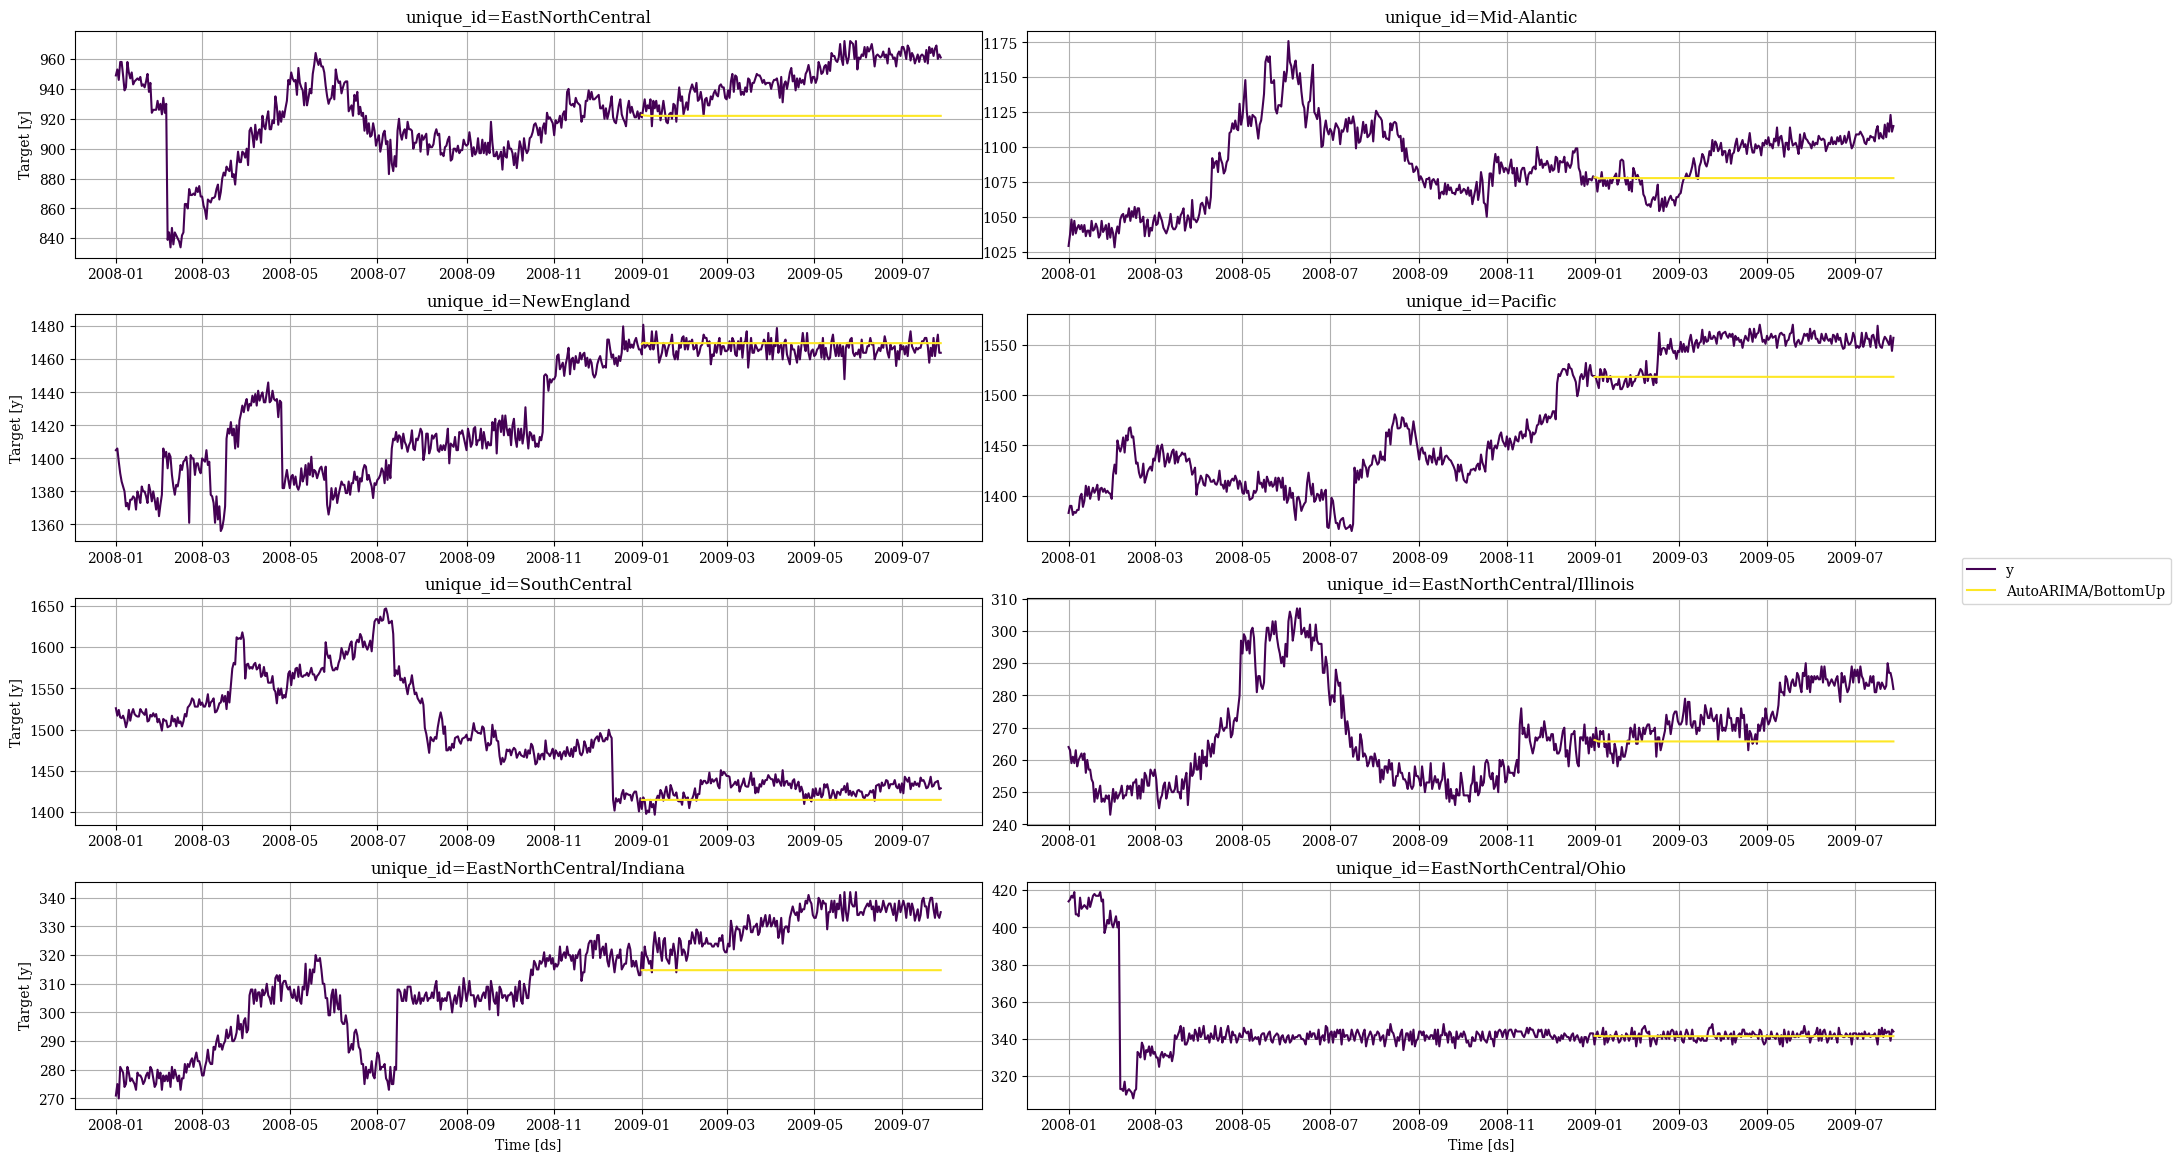 unique_id=EastNorthCentral
Target [y]
960
940
920
900
880
860
840
2008-01 2008-03 2008-05 2008-07 2008-09 2008-11 2009-01 2009-03 2009-05 2009-07
unique_id=Mid-Alantic
1175
1150
1125
1100
1075
1050
1025
2008-01 2008-03 2008-05 2008-07 2008-09 2008-11 2009-01 2009-03 2009-05 2009-07
unique_id=NewEngland
Target [y]
1480
1460
1440
1420
1400
1380
1360
2008-01 2008-03 2008-05 2008-07 2008-09 2008-11 2009-01 2009-03 2009-05 2009-07
unique_id=Pacific
1550
1500
1450
1400
2008-01 2008-03 2008-05 2008-07 2008-09 2008-11 2009-01 2009-03 2009-05 2009-07
y
AutoARIMA/BottomUp
unique_id=SouthCentral
Target [y]
1650
1600
1550
1500
1450
1400
2008-01 2008-03 2008-05 2008-07 2008-09 2008-11 2009-01 2009-03 2009-05 2009-07
unique_id=EastNorthCentral/Illinois
310
300
290
280
270
260
250
240
2008-01 2008-03 2008-05 2008-07 2008-09 2008-11 2009-01 2009-03 2009-05 2009-07
unique_id=EastNorthCentral/Indiana
Target [y]
340
330
320
310
300
290
280
270
2008-01 2008-03 2008-05 2008-07 2008-09 2008-11 2009-01 2009-03 2009-05 2009-07
Time [ds]
unique_id=EastNorthCentral/Ohio
420
400
380
360
340
320
2008-01 2008-03 2008-05 2008-07 2008-09 2008-11 2009-01 2009-03 2009-05 2009-07
Time [ds]